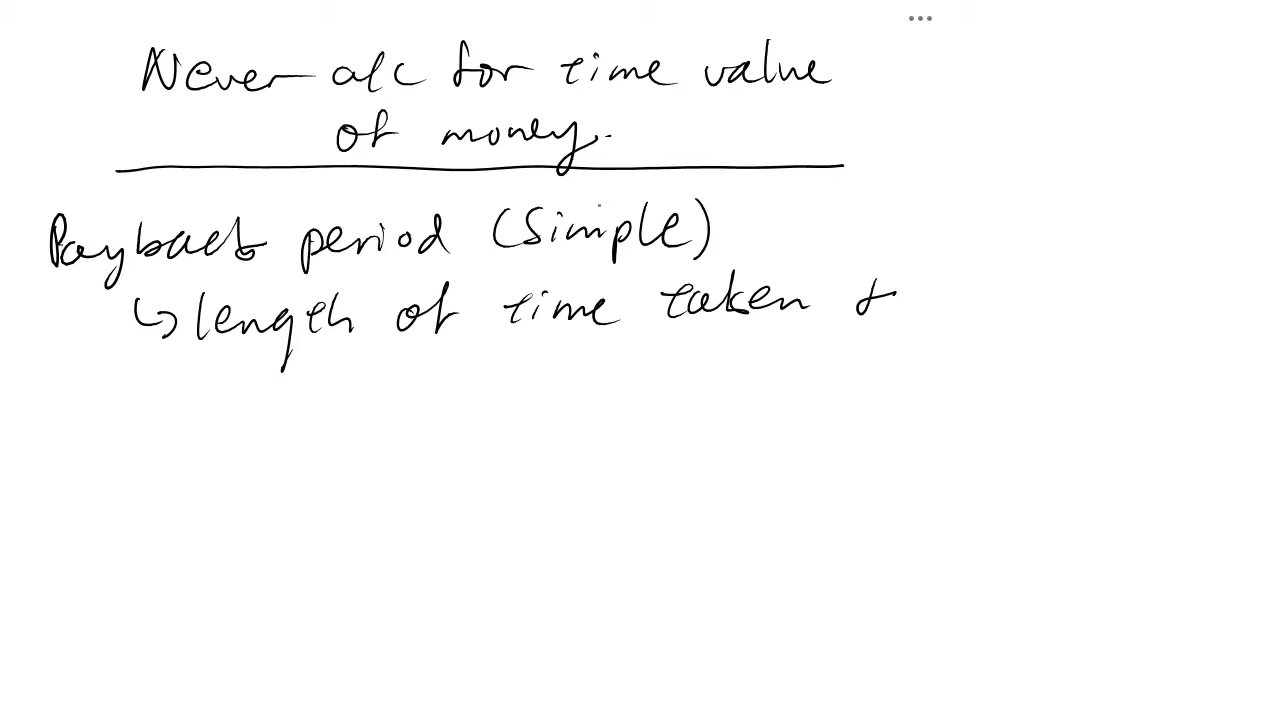 Never a/c for time value
of money.
Payback period (Simple)
↳ length of time taken t